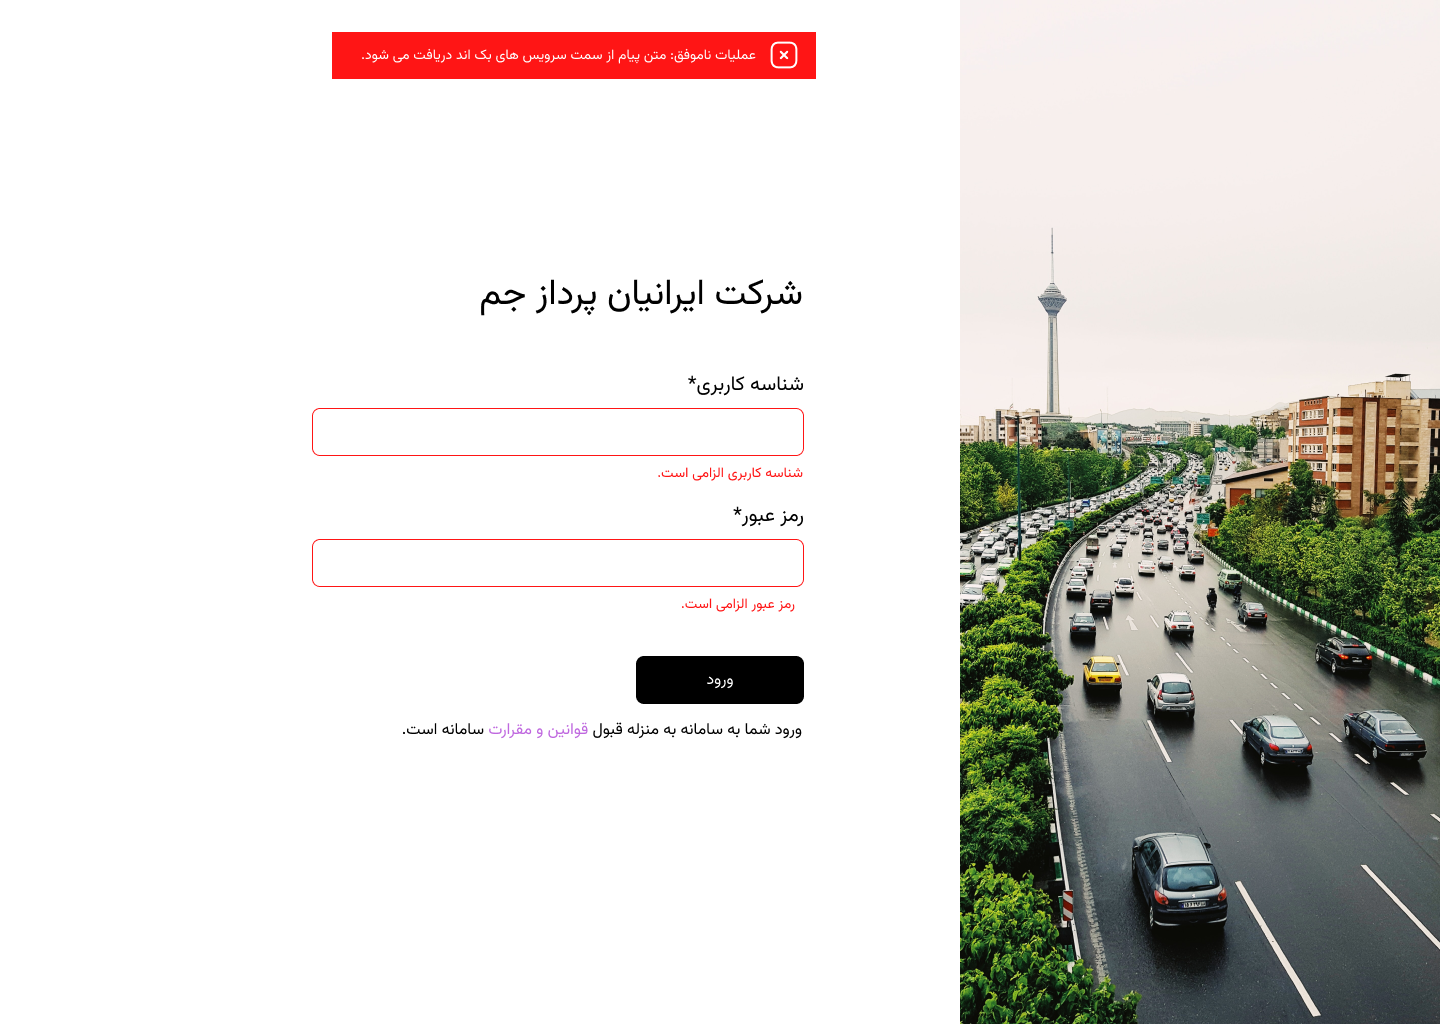 عملیات ناموفق: متن پیام از سمت سرویس های بک اند دریافت می شود.
شرکت ایرانیان پرداز جم
شناسه کاربری*
شناسه کاربری الزامی است.
رمز عبور*
رمز عبور الزامی است.
ورود
ورود شما به سامانه به منزله قبول قوانین و مقرارت سامانه است.